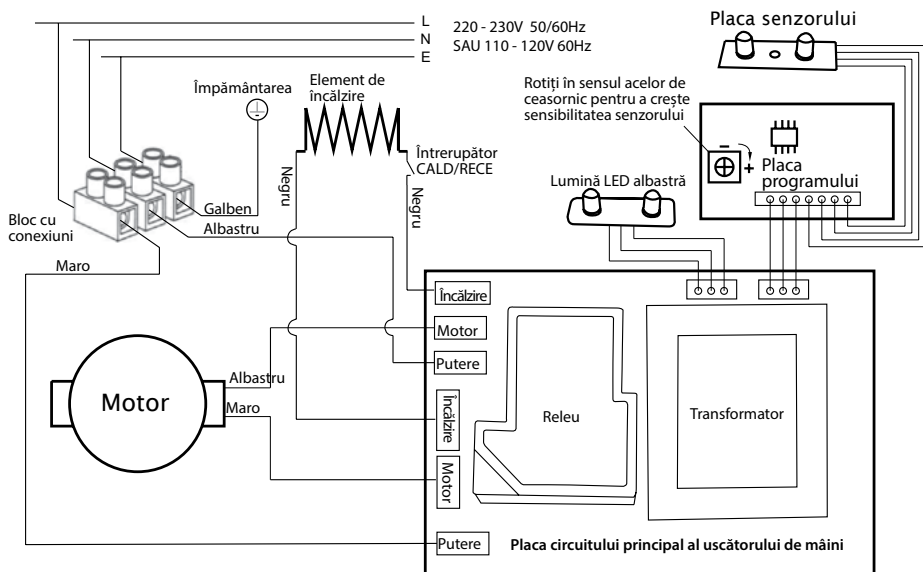 L
N
E
220 - 230V 50/60Hz
SAU 110 - 120V 60Hz
Placa senzorului
Împământarea
Element de
încălzire
Rotiți în sensul acelor de
ceasornic pentru a crește
sensibilitatea senzorului
- +
Placa
programului
Negru
Întrerupător
CALD/RECE
Negru
Lumină LED albastră
Galben
Albastru
Bloc cu
conexiuni
Maro
Încălzire
Motor
Putere
Albastru
Maro
Motor
Încălzire
Motor
Putere
Releu
Transformator
Placa circuitului principal al uscătorului de mâini